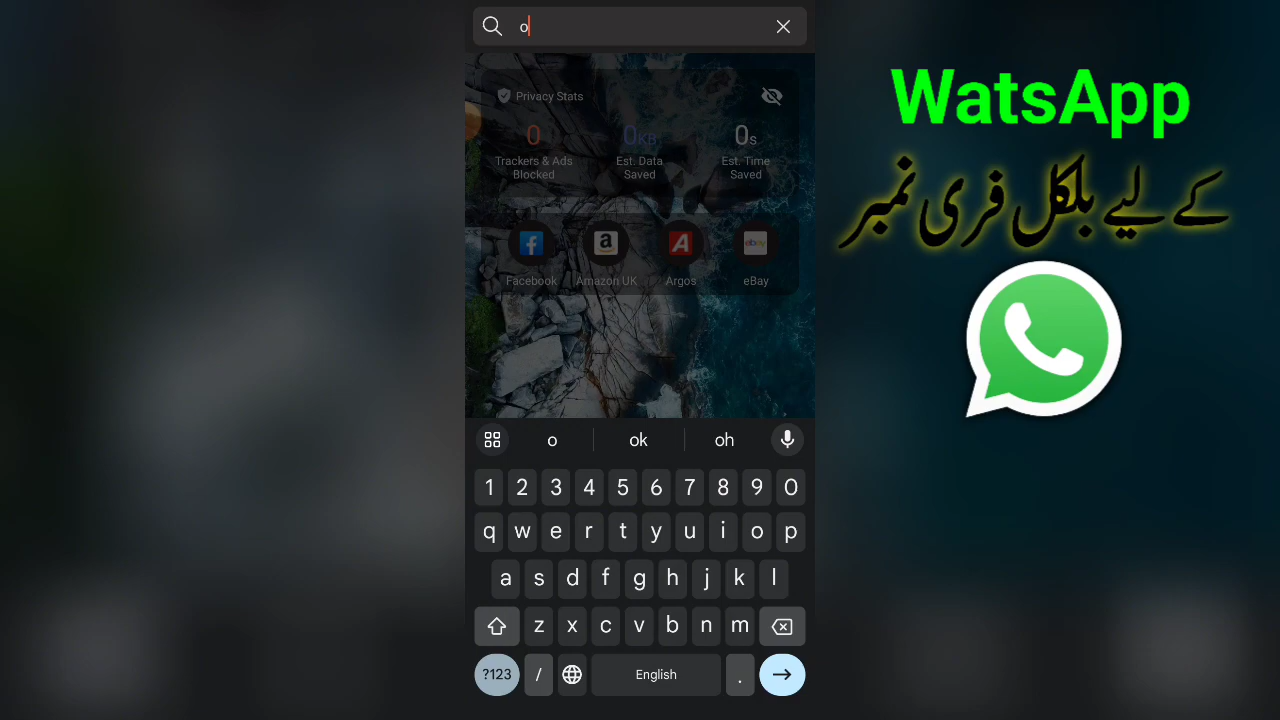 o
Privacy Stats
0 0KB 0s
Trackers & Ads Blocked
Est. Data Saved
Est. Time Saved
Facebook Amazon UK Argos eBay
o ok oh
1 2 3 4 5 6 7 8 9 0
q w e r t y u i o p
a s d f g h j k l
z x c v b n m
?123 / English .
WatsApp
کے لیے بلکل فری نمبر